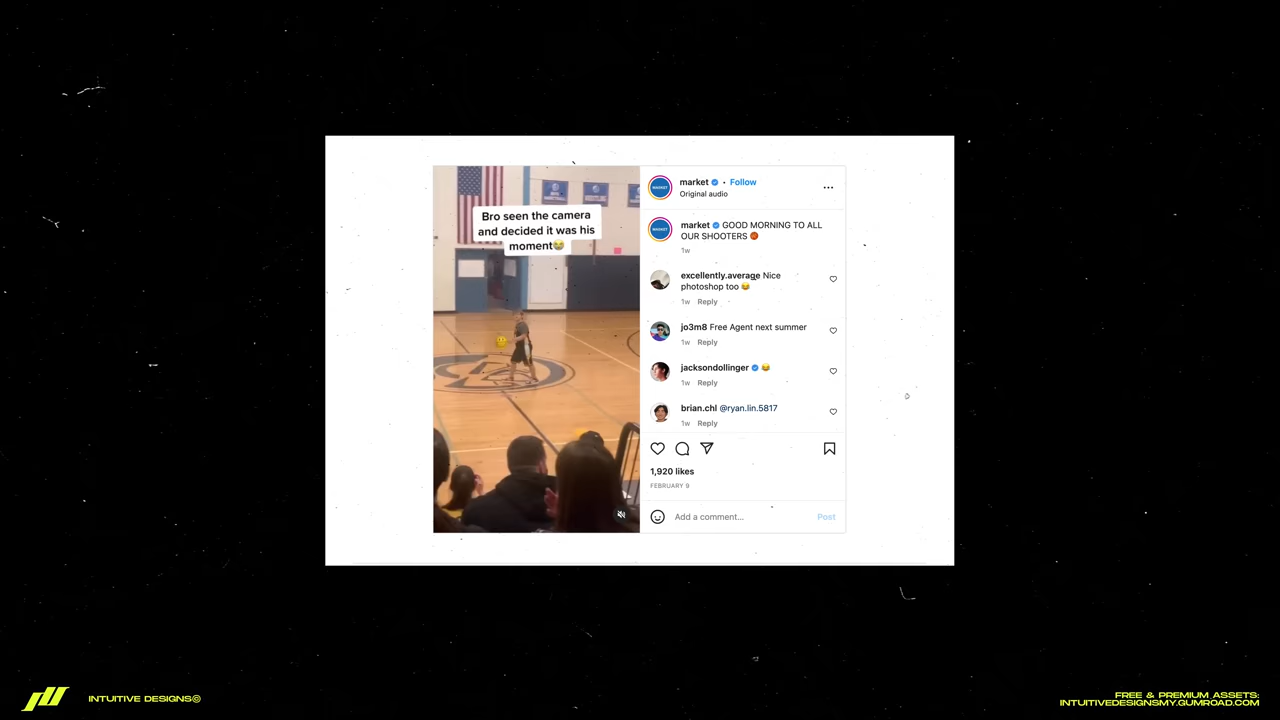 Bro seen the camera
and decided it was his
moment😭
MARKET
market • Follow
Original audio
MARKET
market GOOD MORNING TO ALL
OUR SHOOTERS 🏀
1w
excellently.average Nice
photoshop too 😂
1w Reply
jo3m8 Free Agent next summer
1w Reply
jacksondollinger 😂
1w Reply
brian.chl @ryan.lin.5817
1w Reply
1,920 likes
FEBRUARY 9
Add a comment... Post
INTUITIVE DESIGNS©
FREE & PREMIUM ASSETS:
INTUITIVEDESIGNSMY.GUMROAD.COM